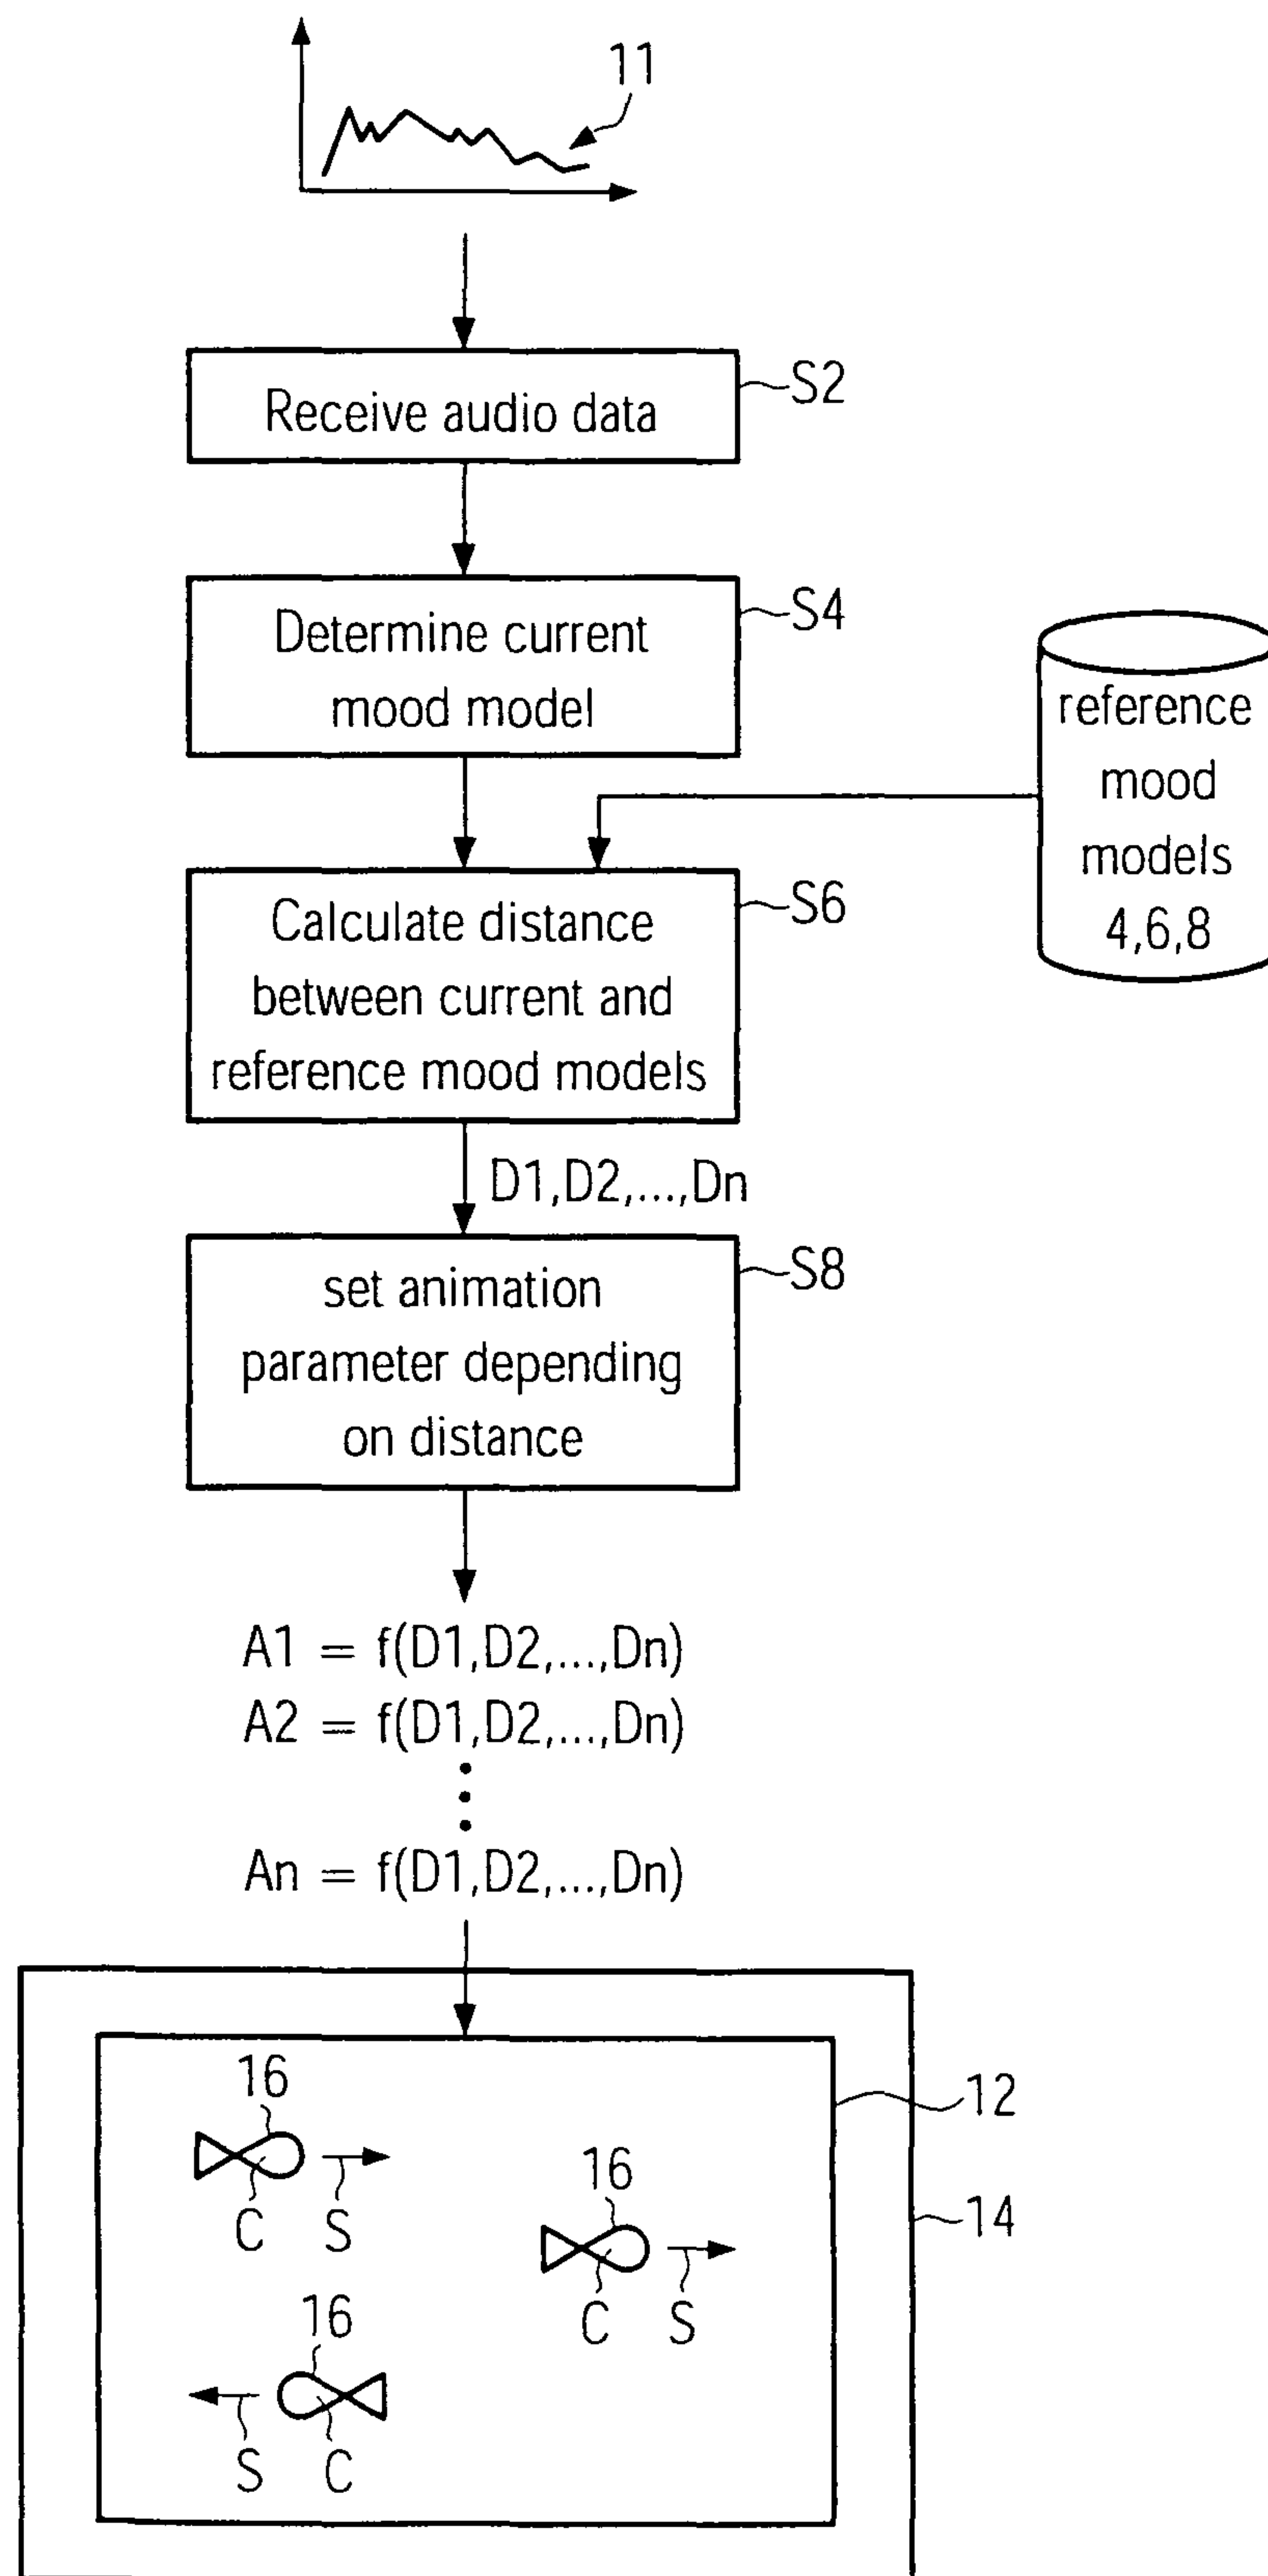 11
Receive audio data
S2
Determine current
mood model
S4
reference
mood
models
4,6,8
Calculate distance
between current and
reference mood models
S6
D1,D2,...,Dn
set animation
parameter depending
on distance
S8
A1 = f(D1,D2,...,Dn)
A2 = f(D1,D2,...,Dn)
An = f(D1,D2,...,Dn)
16
C
S
16
C
S
16
S
C
12
14